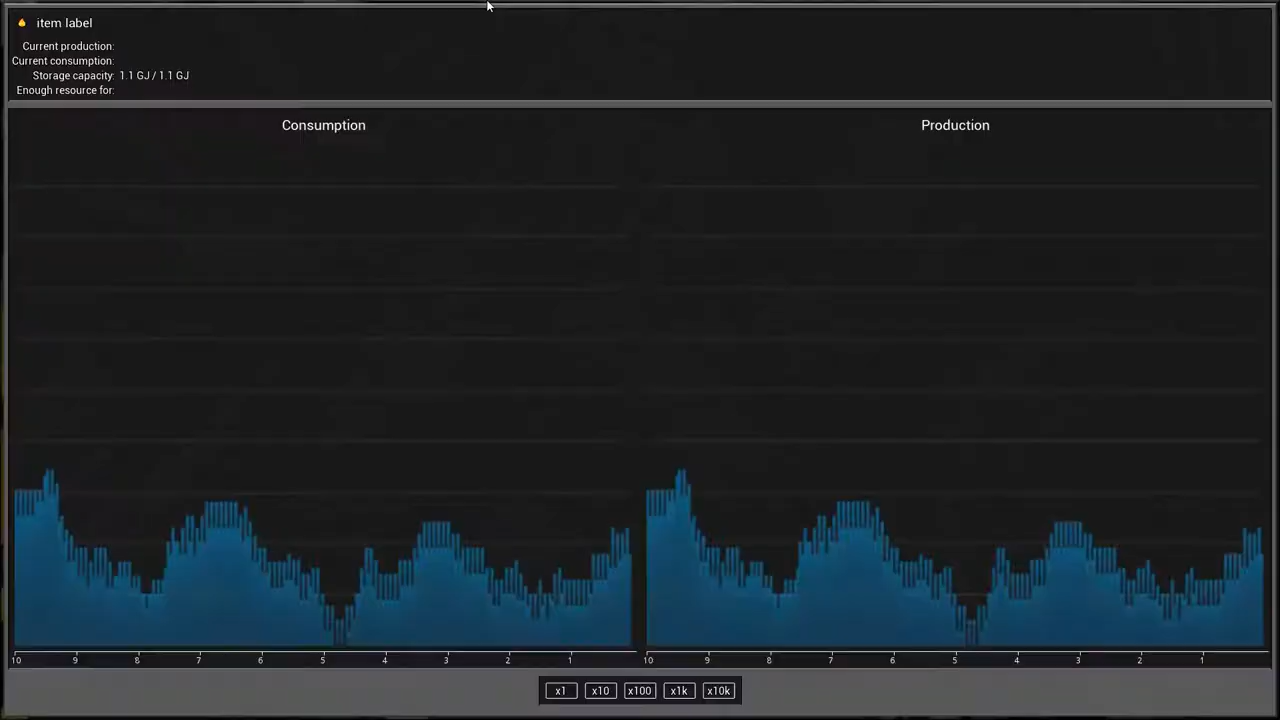 item label
Current production:
Current consumption:
Storage capacity: 1.1 GJ / 1.1 GJ
Enough resource for:
Consumption
Production
10 9 8 7 6 5 4 3 2 1
10 9 8 7 6 5 4 3 2 1
x1 x10 x100 x1k x10k